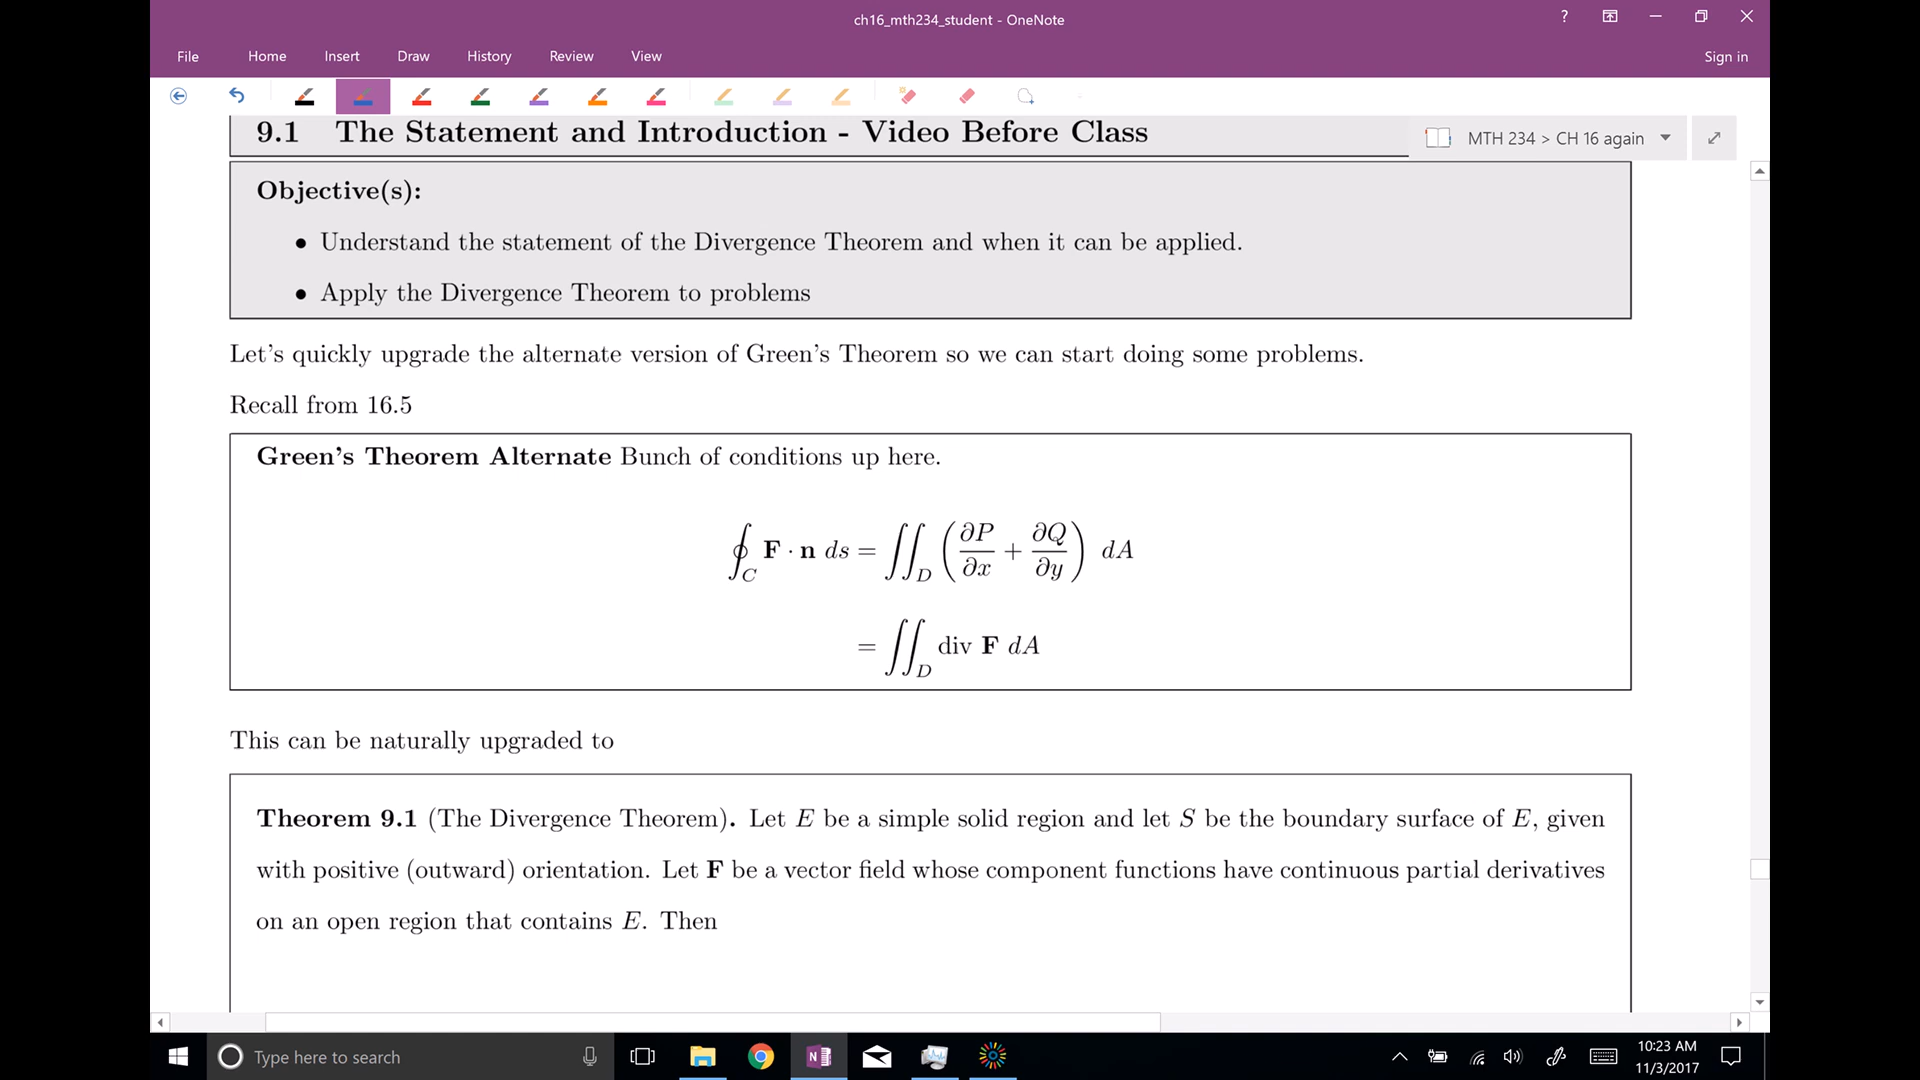 ch16_mth234_student - OneNote
?
File Home Insert Draw History Review View Sign in
9.1 The Statement and Introduction - Video Before Class
MTH 234 > CH 16 again
Objective(s):
• Understand the statement of the Divergence Theorem and when it can be applied.
• Apply the Divergence Theorem to problems
Let's quickly upgrade the alternate version of Green's Theorem so we can start doing some problems.
Recall from 16.5
Green's Theorem Alternate Bunch of conditions up here.
∮_C F · n ds = ∬_D (∂P/∂x + ∂Q/∂y) dA
= ∬_D div F dA
This can be naturally upgraded to
Theorem 9.1 (The Divergence Theorem). Let E be a simple solid region and let S be the boundary surface of E, given
with positive (outward) orientation. Let F be a vector field whose component functions have continuous partial derivatives
on an open region that contains E. Then
Type here to search
N
10:23 AM
11/3/2017